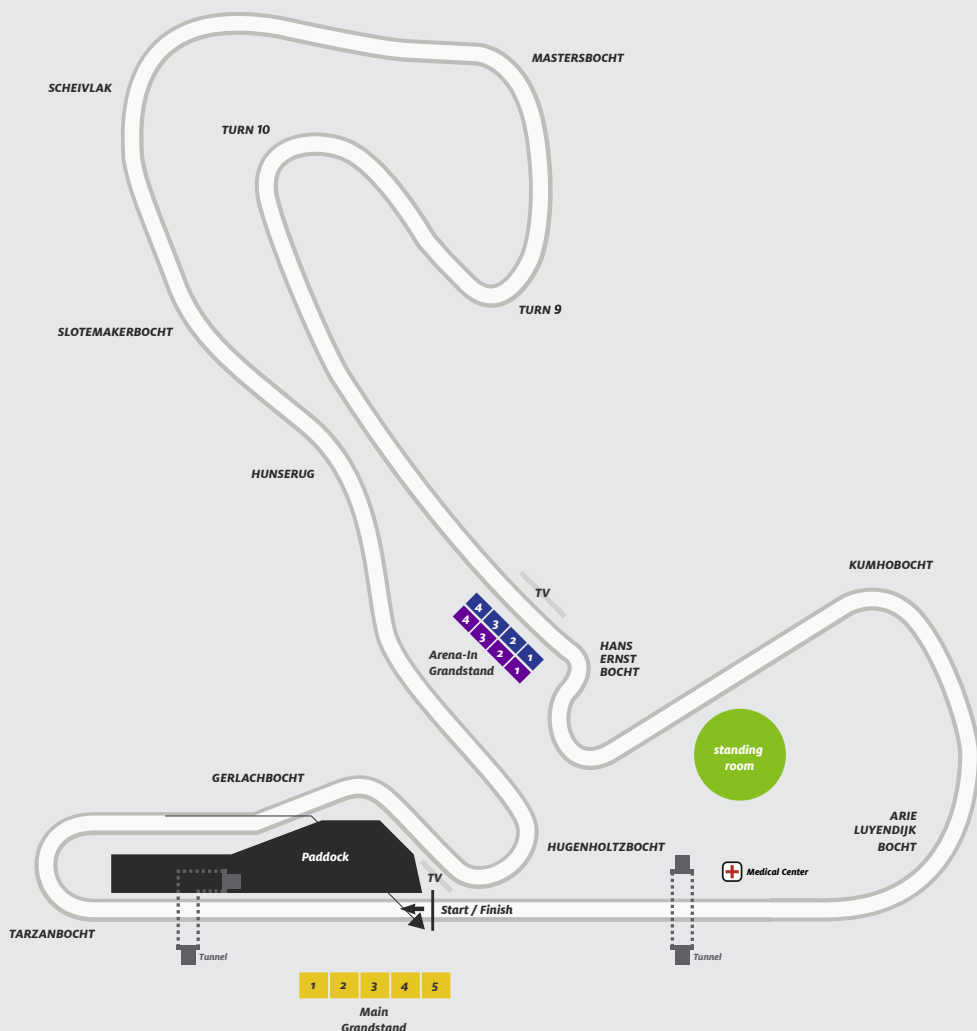 MASTERSBOCHT
SCHEIVLAK
TURN 10
TURN 9
SLOTEMAKERBOCHT
HUNSERUG
KUMHOBOCHT
TV
4
3
2
1
4
3
2
1
Arena-In
Grandstand
HANS
ERNST
BOCHT
standing
room
GERLACHBOCHT
ARIE
LUYENDIJK
BOCHT
HUGENHOLTZBOCHT
Paddock
TV
Medical Center
Start / Finish
TARZANBOCHT
Tunnel
Tunnel
1 2 3 4 5
Main
Grandstand